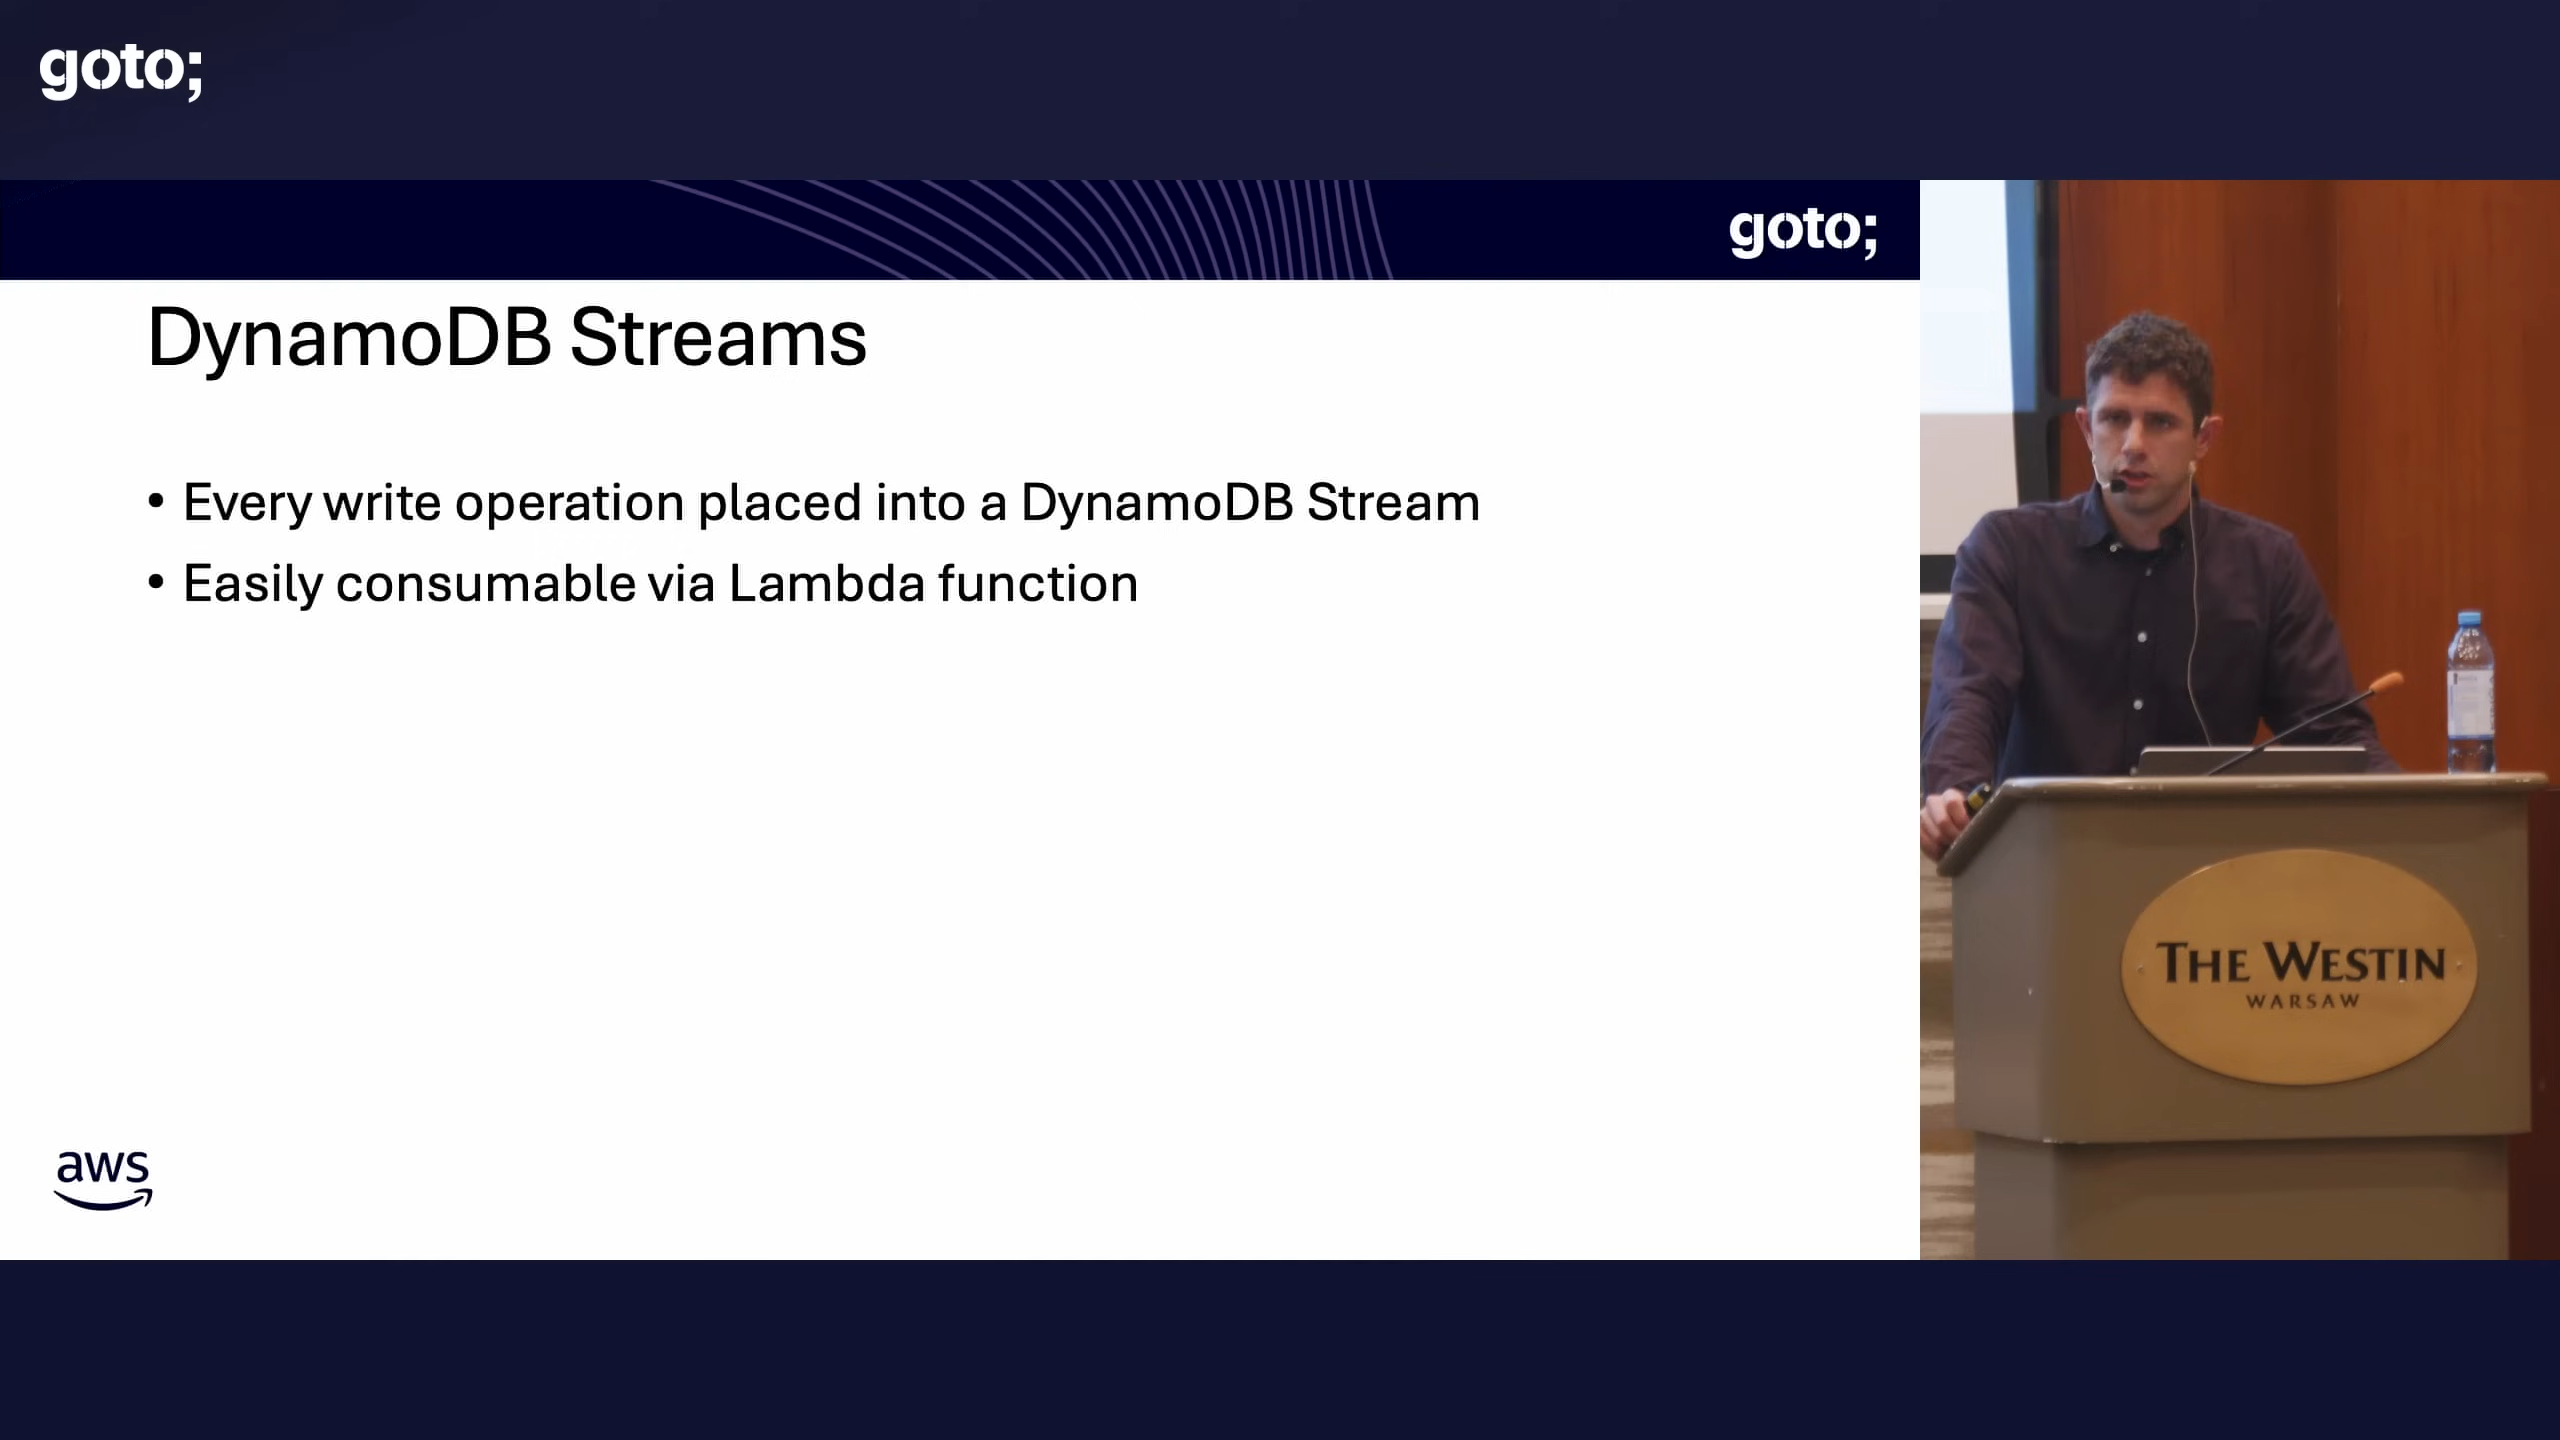 goto;
goto;
DynamoDB Streams
• Every write operation placed into a DynamoDB Stream
• Easily consumable via Lambda function
aws
THE WESTIN
WARSAW